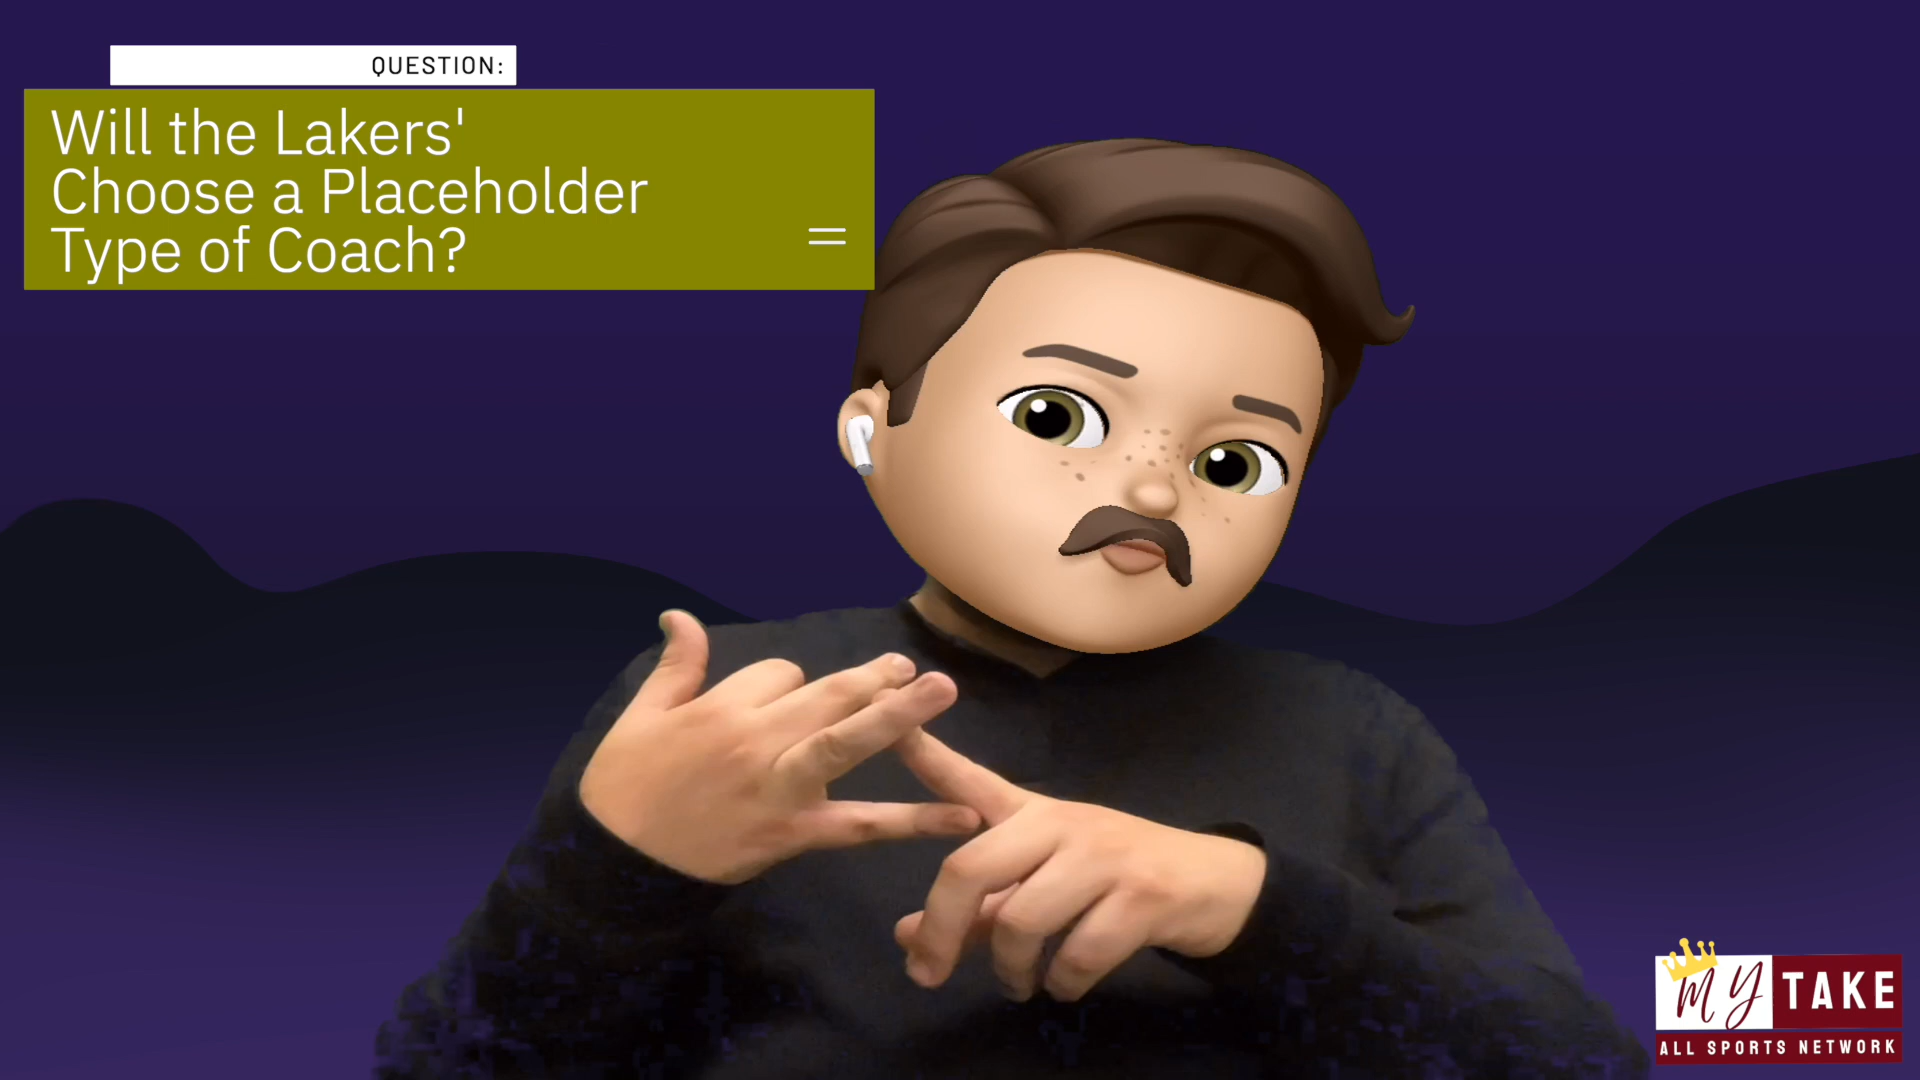 QUESTION:
Will the Lakers'
Choose a Placeholder
Type of Coach?
My TAKE
ALL SPORTS NETWORK